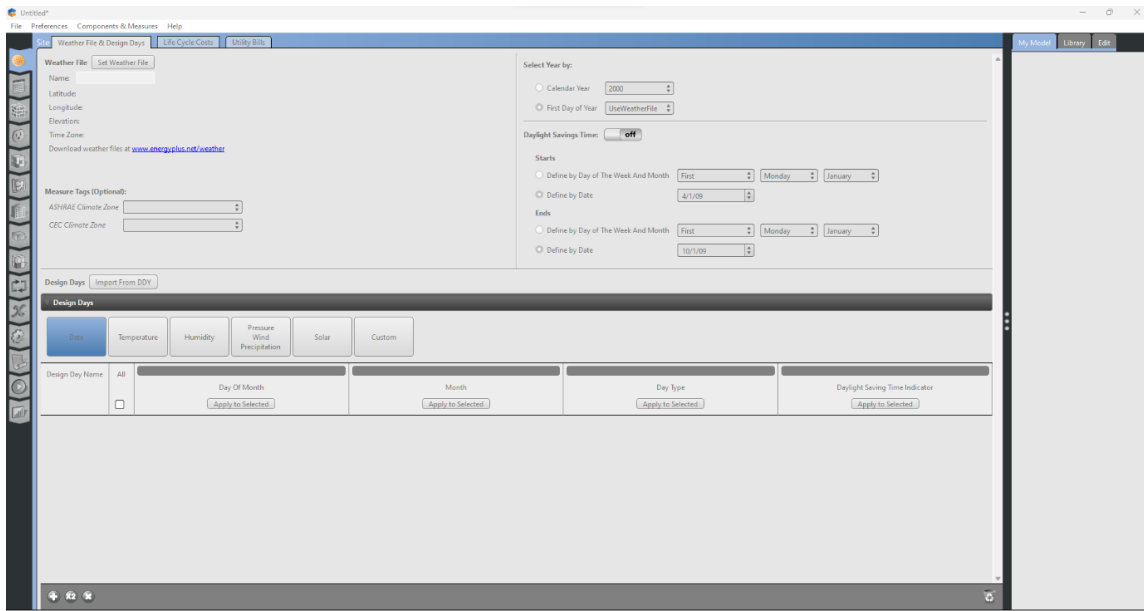 Untitled*
File Preferences Components & Measures Help
Site Weather File & Design Days Life Cycle Costs Utility Bills My Model Library Edit
Weather File Set Weather File
Name:
Latitude:
Longitude:
Elevation:
Time Zone:
Download weather files at www.energyplus.net/weather
Measure Tags (Optional):
ASHRAE Climate Zone
CEC Climate Zone
Select Year by:
Calendar Year 2000
First Day of Year UseWeatherFile
Daylight Savings Time: off
Starts
Define by Day of The Week And Month First Monday January
Define by Date 4/1/09
Ends
Define by Day of The Week And Month First Monday January
Define by Date 10/1/09
Design Days Import From DDY
Design Days
Date Temperature Humidity Pressure Wind Precipitation Solar Custom
Design Day Name All Day Of Month Month Day Type Daylight Saving Time Indicator
Apply to Selected Apply to Selected Apply to Selected Apply to Selected
X2